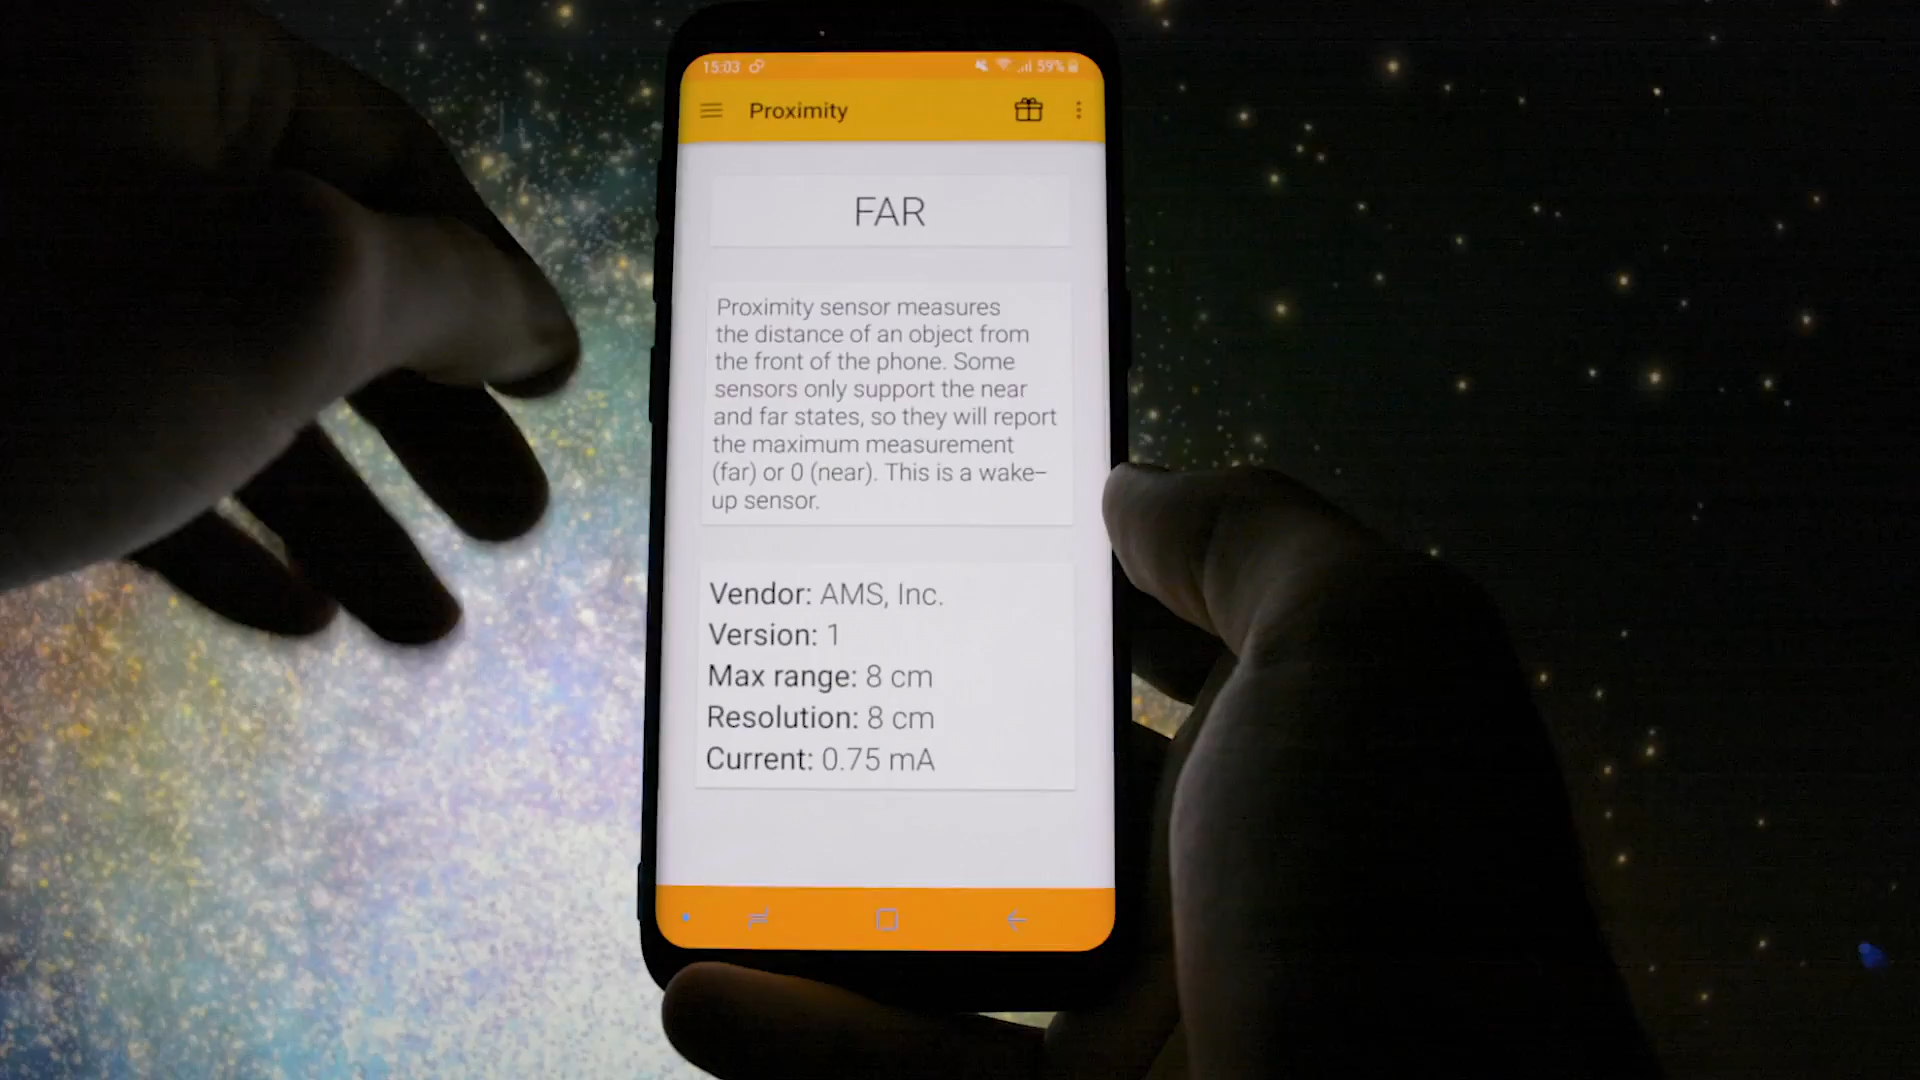 15:03 59%
Proximity
FAR
Proximity sensor measures
the distance of an object from
the front of the phone. Some
sensors only support the near
and far states, so they will report
the maximum measurement
(far) or 0 (near). This is a wake-
up sensor.
Vendor: AMS, Inc.
Version: 1
Max range: 8 cm
Resolution: 8 cm
Current: 0.75 mA